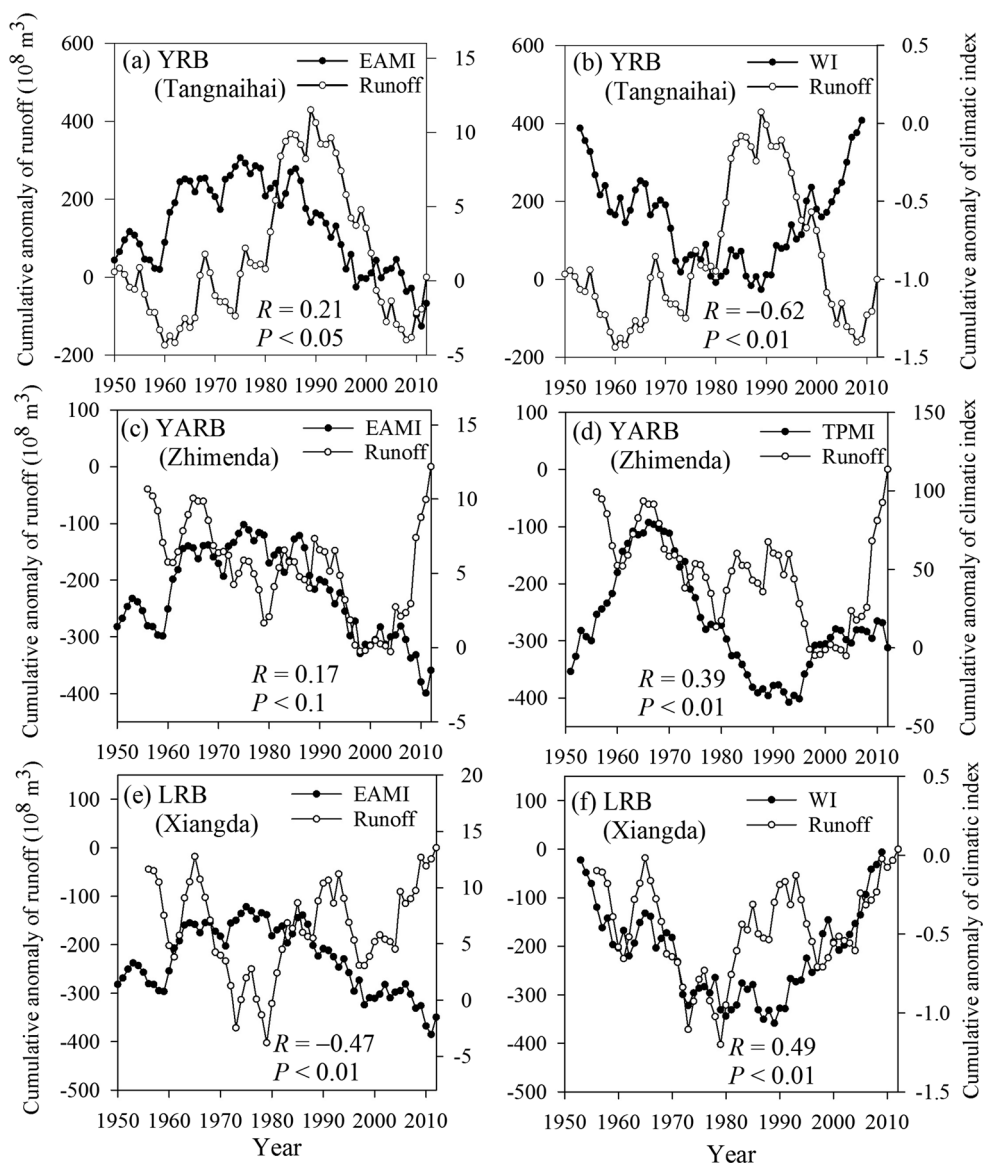 Cumulative anomaly of runoff (10⁸ m³)
600
400
200
0
-200
(a) YRB
(Tangnaihai)
EAMI
Runoff
R = 0.21
P < 0.05
15
10
5
0
-5
1950 1960 1970 1980 1990 2000 2010
600
400
200
0
-200
(b) YRB
(Tangnaihai)
WI
Runoff
R = −0.62
P < 0.01
0.5
0.0
-0.5
-1.0
-1.5
Cumulative anomaly of climatic index
1950 1960 1970 1980 1990 2000 2010
Cumulative anomaly of runoff (10⁸ m³)
100
0
-100
-200
-300
-400
(c) YARB
(Zhimenda)
EAMI
Runoff
R = 0.17
P < 0.1
15
10
5
0
-5
1950 1960 1970 1980 1990 2000 2010
100
0
-100
-200
-300
-400
(d) YARB
(Zhimenda)
TPMI
Runoff
R = 0.39
P < 0.01
150
100
50
0
-50
Cumulative anomaly of climatic index
1950 1960 1970 1980 1990 2000 2010
Cumulative anomaly of runoff (10⁸ m³)
100
0
-100
-200
-300
-400
-500
(e) LRB
(Xiangda)
EAMI
Runoff
R = −0.47
P < 0.01
20
15
10
5
0
-5
1950 1960 1970 1980 1990 2000 2010
Year
100
0
-100
-200
-300
-400
-500
(f) LRB
(Xiangda)
WI
Runoff
R = 0.49
P < 0.01
0.5
0.0
-0.5
-1.0
-1.5
Cumulative anomaly of climatic index
1950 1960 1970 1980 1990 2000 2010
Year